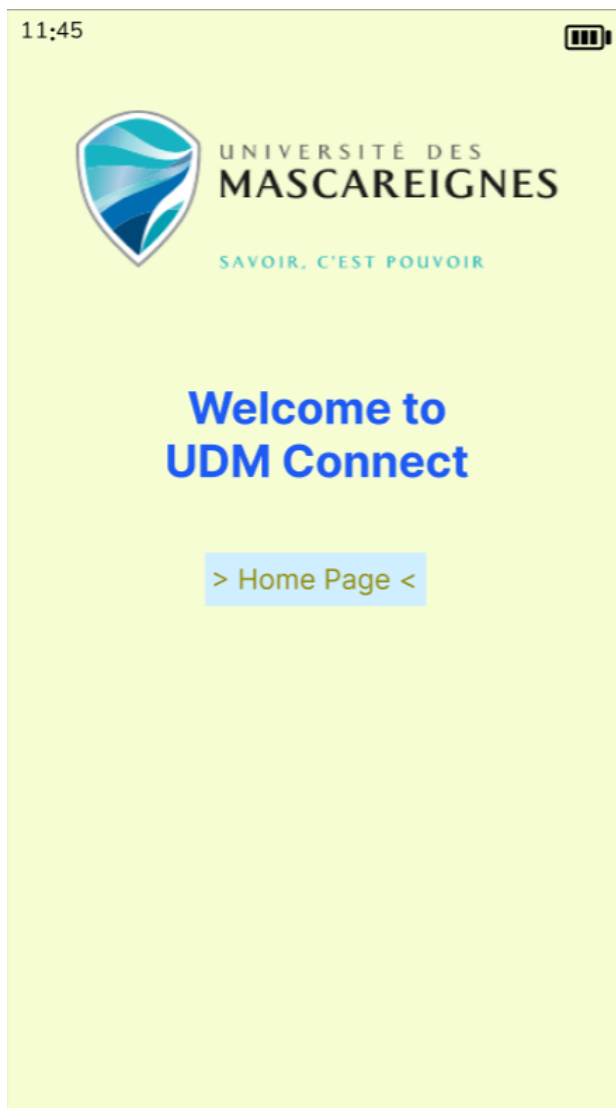 11:45
UNIVERSITÉ DES
MASCAREIGNES
SAVOIR, C'EST POUVOIR
Welcome to
UDM Connect
> Home Page <